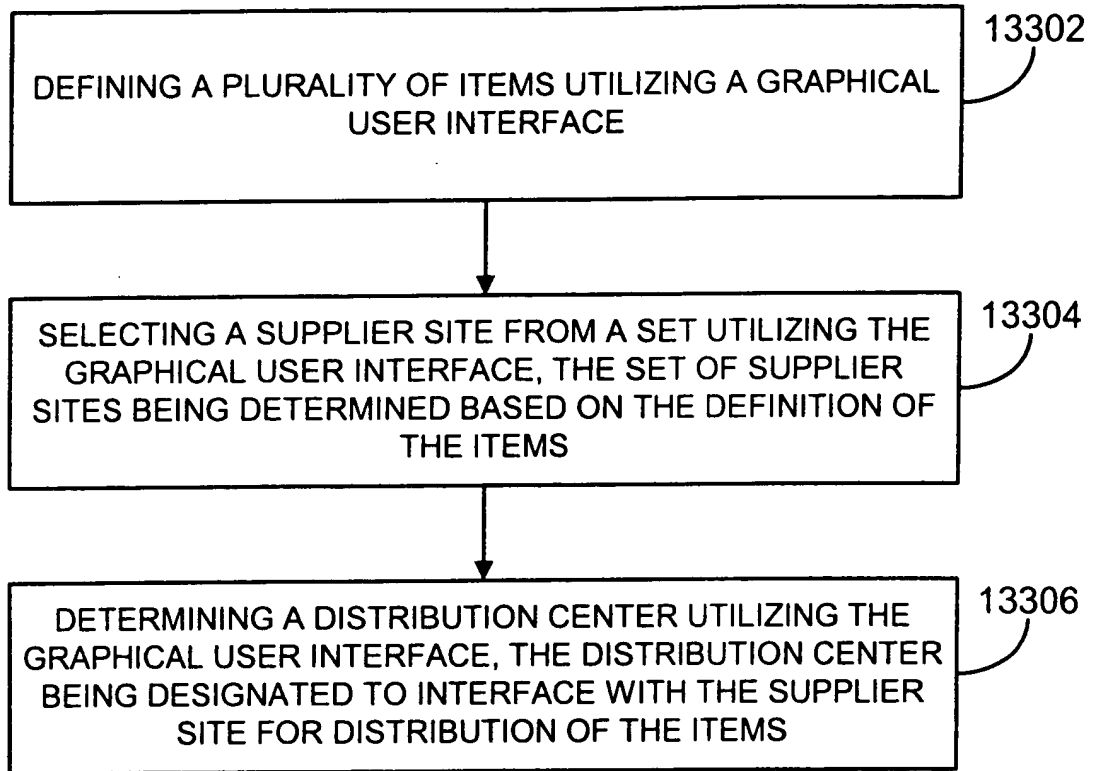 13302
DEFINING A PLURALITY OF ITEMS UTILIZING A GRAPHICAL
USER INTERFACE
13304
SELECTING A SUPPLIER SITE FROM A SET UTILIZING THE
GRAPHICAL USER INTERFACE, THE SET OF SUPPLIER
SITES BEING DETERMINED BASED ON THE DEFINITION OF
THE ITEMS
13306
DETERMINING A DISTRIBUTION CENTER UTILIZING THE
GRAPHICAL USER INTERFACE, THE DISTRIBUTION CENTER
BEING DESIGNATED TO INTERFACE WITH THE SUPPLIER
SITE FOR DISTRIBUTION OF THE ITEMS